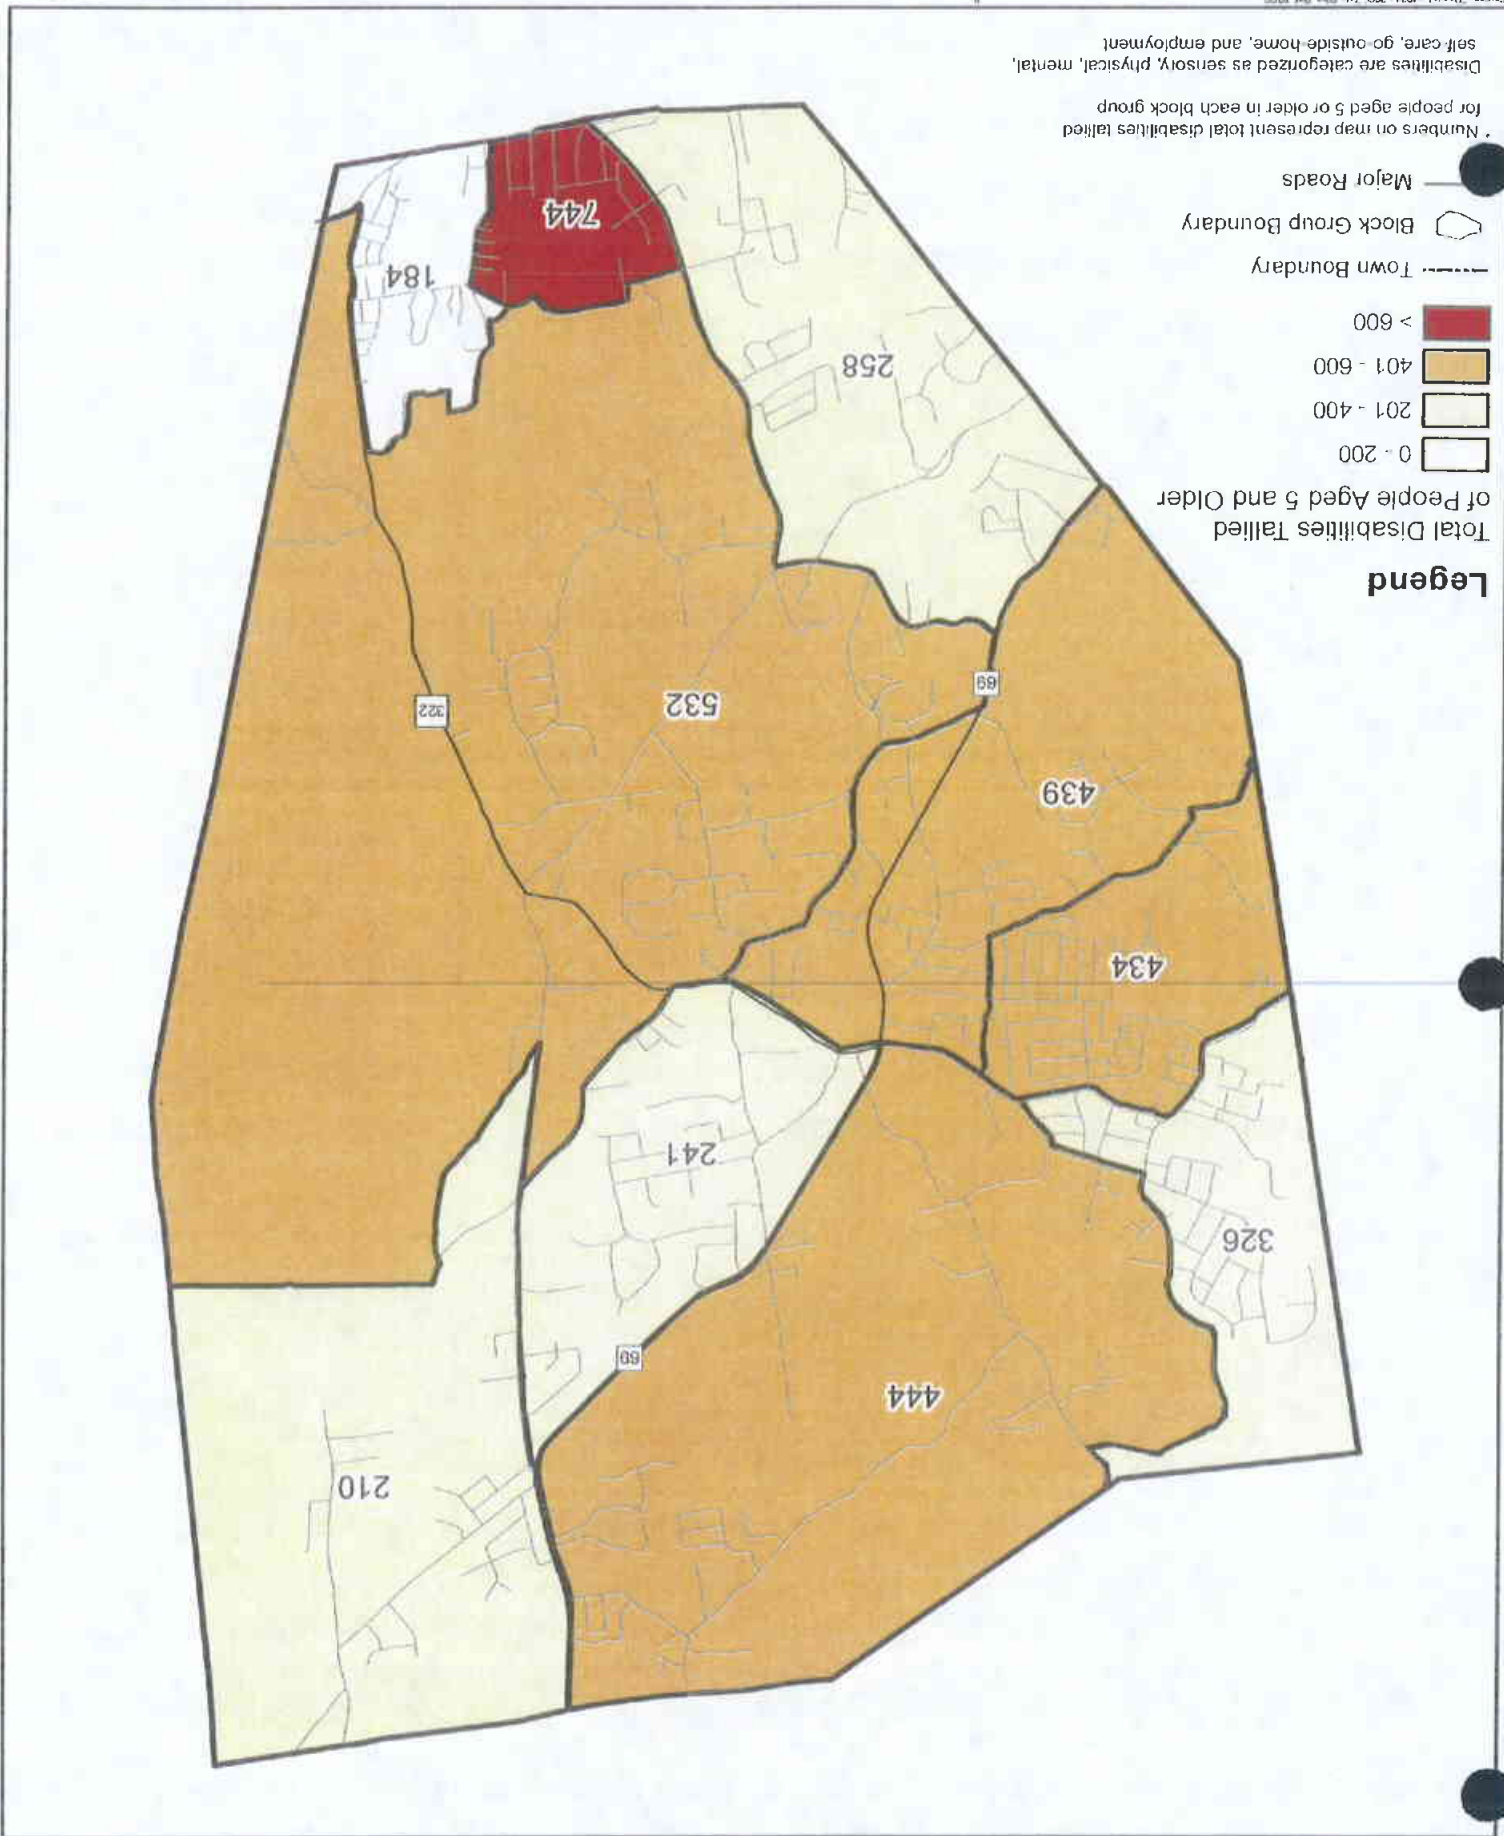 210
444
69
326
241
434
439
322
532
69
258
184
744
Legend
Total Disabilities Tallied
of People Aged 5 and Older
0 - 200
201 - 400
401 - 600
> 600
Town Boundary
Block Group Boundary
Major Roads
* Numbers on map represent total disabilities tallied
for people aged 5 or older in each block group
Disabilities are categorized as sensory, physical, mental,
self-care, go-outside-home, and employment